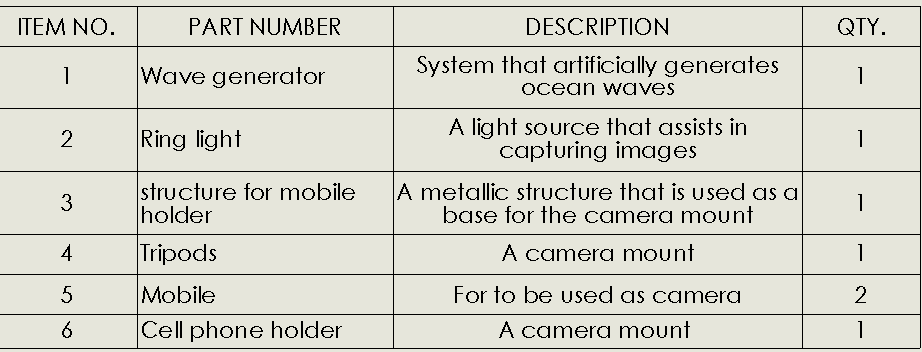 ITEM NO. PART NUMBER DESCRIPTION QTY.
1 Wave generator System that artificially generates ocean waves 1
2 Ring light A light source that assists in capturing images 1
3 structure for mobile holder A metallic structure that is used as a base for the camera mount 1
4 Tripods A camera mount 1
5 Mobile For to be used as camera 2
6 Cell phone holder A camera mount 1